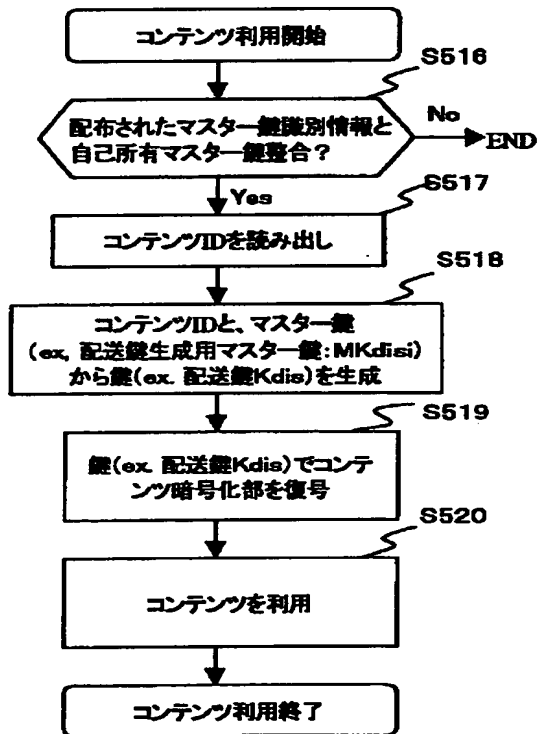 コンテンツ利用開始
S516
配布されたマスター鍵識別情報と
自己所有マスター鍵整合？
No
END
Yes
S517
コンテンツIDを読み出し
S518
コンテンツIDと、マスター鍵
(ex, 配送鍵生成用マスター鍵:MKdisi)
から鍵(ex. 配送鍵Kdis)を生成
S519
鍵(ex. 配送鍵Kdis)でコンテ
ンツ暗号化部を復号
S520
コンテンツを利用
コンテンツ利用終了